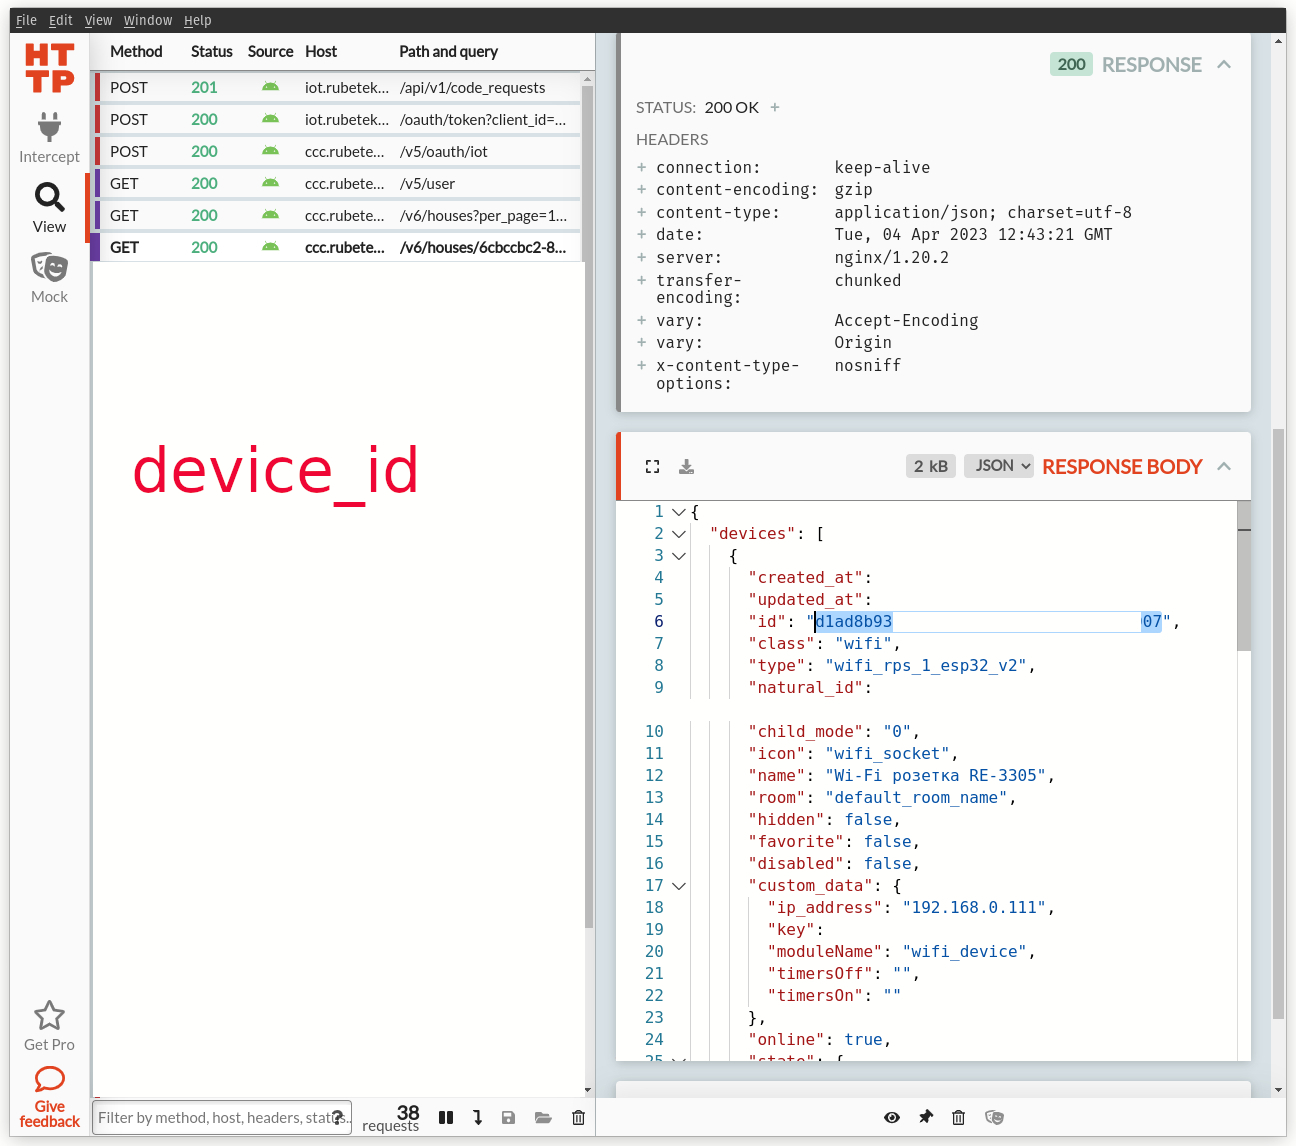 File Edit View Window Help
HT
TP
Intercept
View
Mock
Get Pro
Give
feedback
Method Status Source Host Path and query
POST 201 iot.rubetek... /api/v1/code_requests
POST 200 iot.rubetek... /oauth/token?client_id=...
POST 200 ccc.rubete... /v5/oauth/iot
GET 200 ccc.rubete... /v5/user
GET 200 ccc.rubete... /v6/houses?per_page=1...
GET 200 ccc.rubete... /v6/houses/6cbccbc2-8...
device_id
Filter by method, host, headers, status... ?
38
requests
200 RESPONSE
STATUS: 200 OK +
HEADERS
+ connection: keep-alive
+ content-encoding: gzip
+ content-type: application/json; charset=utf-8
+ date: Tue, 04 Apr 2023 12:43:21 GMT
+ server: nginx/1.20.2
+ transfer- chunked
encoding:
+ vary: Accept-Encoding
+ vary: Origin
+ x-content-type- nosniff
options:
2 kB JSON RESPONSE BODY
1 {
2 "devices": [
3 {
4 "created_at":
5 "updated_at":
6 "id": "d1ad8b93 07",
7 "class": "wifi",
8 "type": "wifi_rps_1_esp32_v2",
9 "natural_id":
10 "child_mode": "0",
11 "icon": "wifi_socket",
12 "name": "Wi-Fi розетка RE-3305",
13 "room": "default_room_name",
14 "hidden": false,
15 "favorite": false,
16 "disabled": false,
17 "custom_data": {
18 "ip_address": "192.168.0.111",
19 "key":
20 "moduleName": "wifi_device",
21 "timersOff": "",
22 "timersOn": ""
23 },
24 "online": true,
25 "state": {